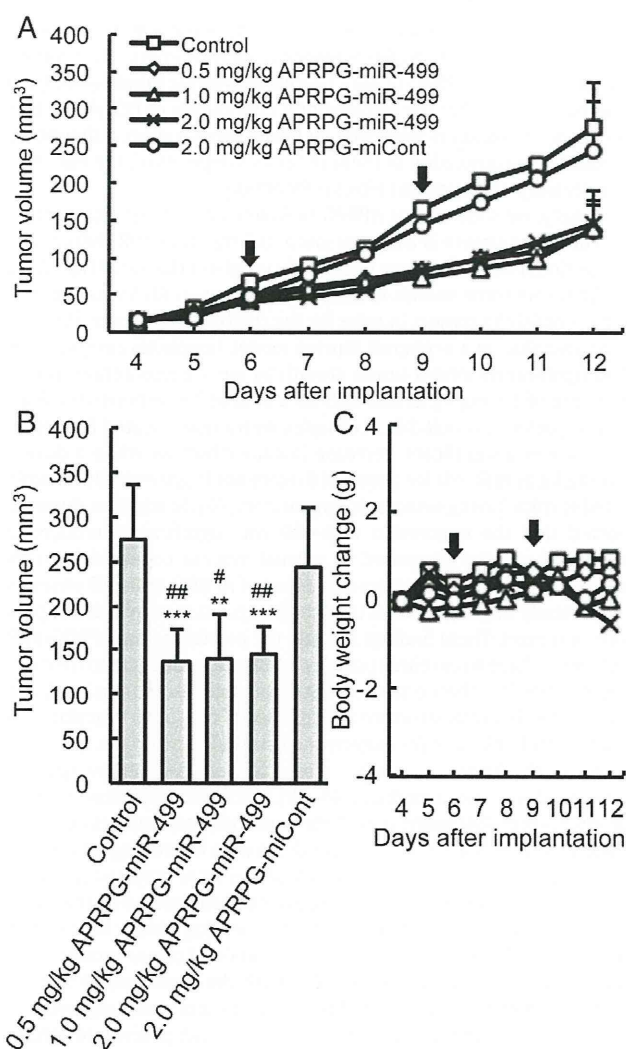 A
Tumor volume (mm³)
400
350
300
250
200
150
100
50
0
Control
0.5 mg/kg APRPG-miR-499
1.0 mg/kg APRPG-miR-499
2.0 mg/kg APRPG-miR-499
2.0 mg/kg APRPG-miCont
4 5 6 7 8 9 10 11 12
Days after implantation
B
Tumor volume (mm³)
400
350
300
250
200
150
100
50
0
##
***
#
**
##
***
Control
0.5 mg/kg APRPG-miR-499
1.0 mg/kg APRPG-miR-499
2.0 mg/kg APRPG-miR-499
2.0 mg/kg APRPG-miCont
C
Body weight change (g)
4
2
0
-2
-4
4 5 6 7 8 9 10 11 12
Days after implantation